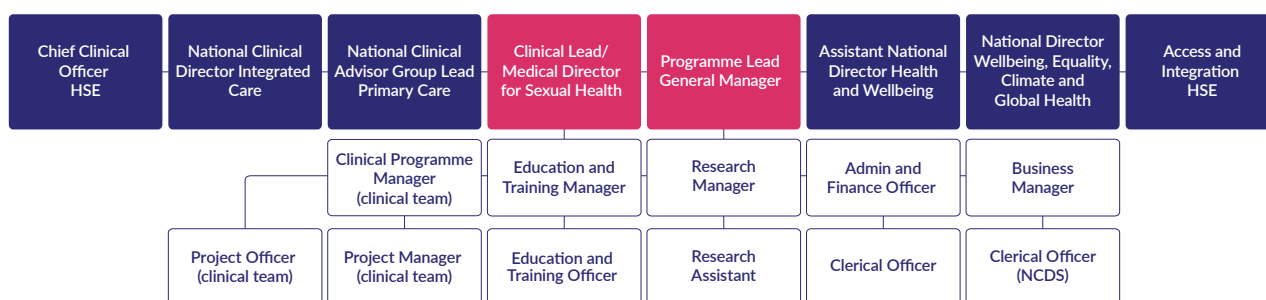 Chief Clinical
Officer
HSE
National Clinical
Director Integrated
Care
National Clinical
Advisor Group Lead
Primary Care
Clinical Lead/
Medical Director
for Sexual Health
Programme Lead
General Manager
Assistant National
Director Health
and Wellbeing
National Director
Wellbeing, Equality,
Climate and
Global Health
Access and
Integration
HSE
Clinical Programme
Manager
(clinical team)
Education and
Training Manager
Research
Manager
Admin and
Finance Officer
Business
Manager
Project Officer
(clinical team)
Project Manager
(clinical team)
Education and
Training Officer
Research
Assistant
Clerical Officer
Clerical Officer
(NCDS)